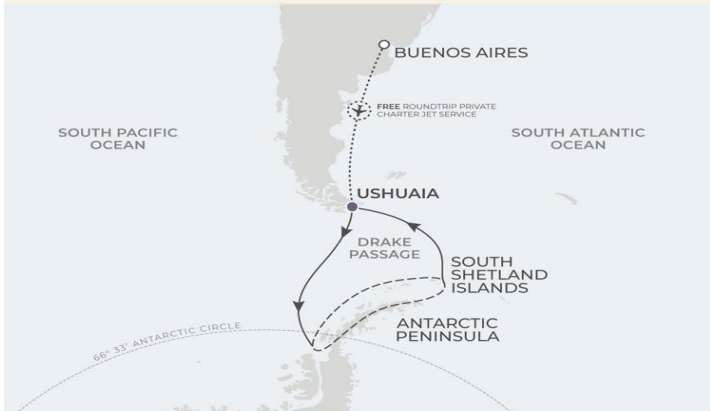 BUENOS AIRES
FREE ROUNDTRIP PRIVATE
CHARTER JET SERVICE
SOUTH PACIFIC
OCEAN
SOUTH ATLANTIC
OCEAN
USHUAIA
DRAKE
PASSAGE
SOUTH
SHETLAND
ISLANDS
ANTARCTIC
PENINSULA
66° 33' ANTARCTIC CIRCLE